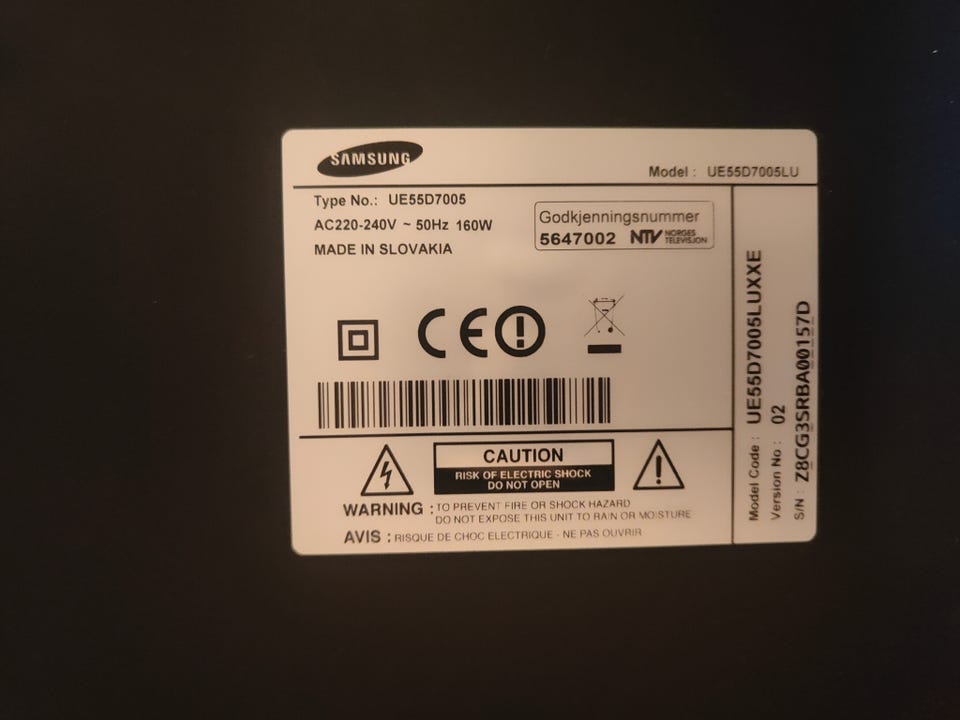 SAMSUNG
Model : UE55D7005LU
Type No.: UE55D7005
AC220-240V ~ 50Hz 160W
MADE IN SLOVAKIA
Godkjenningsnummer
5647002 NTV NORGES TELEVISJON
CE
CAUTION
RISK OF ELECTRIC SHOCK
DO NOT OPEN
WARNING : TO PREVENT FIRE OR SHOCK HAZARD
DO NOT EXPOSE THIS UNIT TO RAIN OR MOISTURE
AVIS : RISQUE DE CHOC ELECTRIQUE - NE PAS OUVRIR
Model Code : UE55D7005LUXXE
Version No : 02
S/N : Z8CG3SRBA00157D